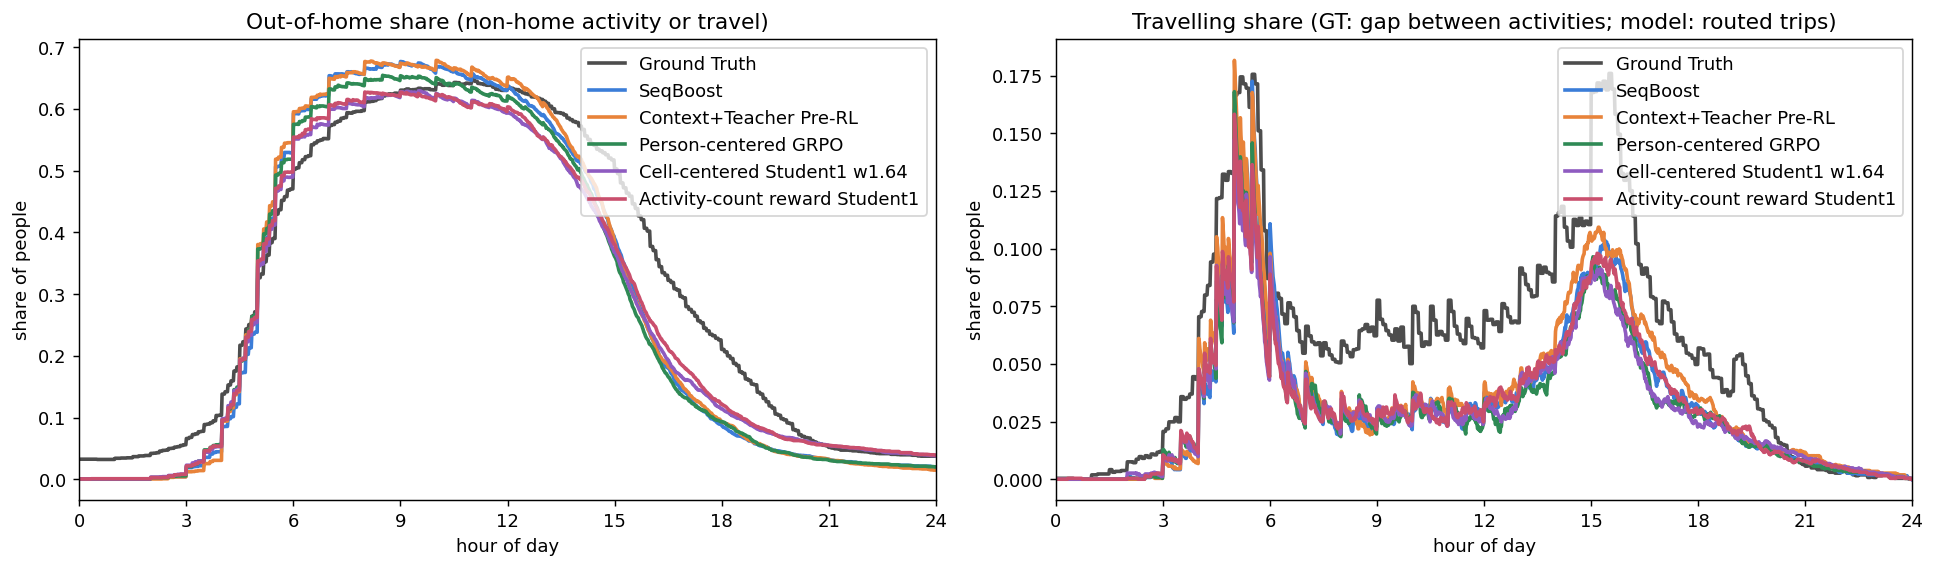 Out-of-home share (non-home activity or travel)
share of people
0.7
0.6
0.5
0.4
0.3
0.2
0.1
0.0
Ground Truth
SeqBoost
Context+Teacher Pre-RL
Person-centered GRPO
Cell-centered Student1 w1.64
Activity-count reward Student1
0 3 6 9 12 15 18 21 24
hour of day
Travelling share (GT: gap between activities; model: routed trips)
share of people
0.175
0.150
0.125
0.100
0.075
0.050
0.025
0.000
Ground Truth
SeqBoost
Context+Teacher Pre-RL
Person-centered GRPO
Cell-centered Student1 w1.64
Activity-count reward Student1
0 3 6 9 12 15 18 21 24
hour of day